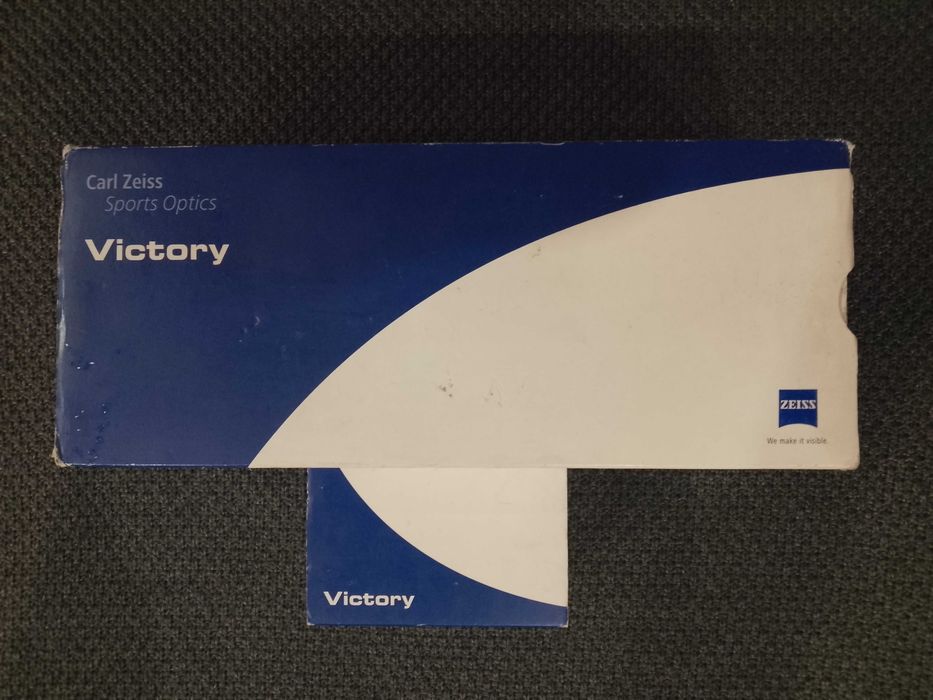 Carl Zeiss
Sports Optics
Victory
ZEISS
We make it visible.
Victory